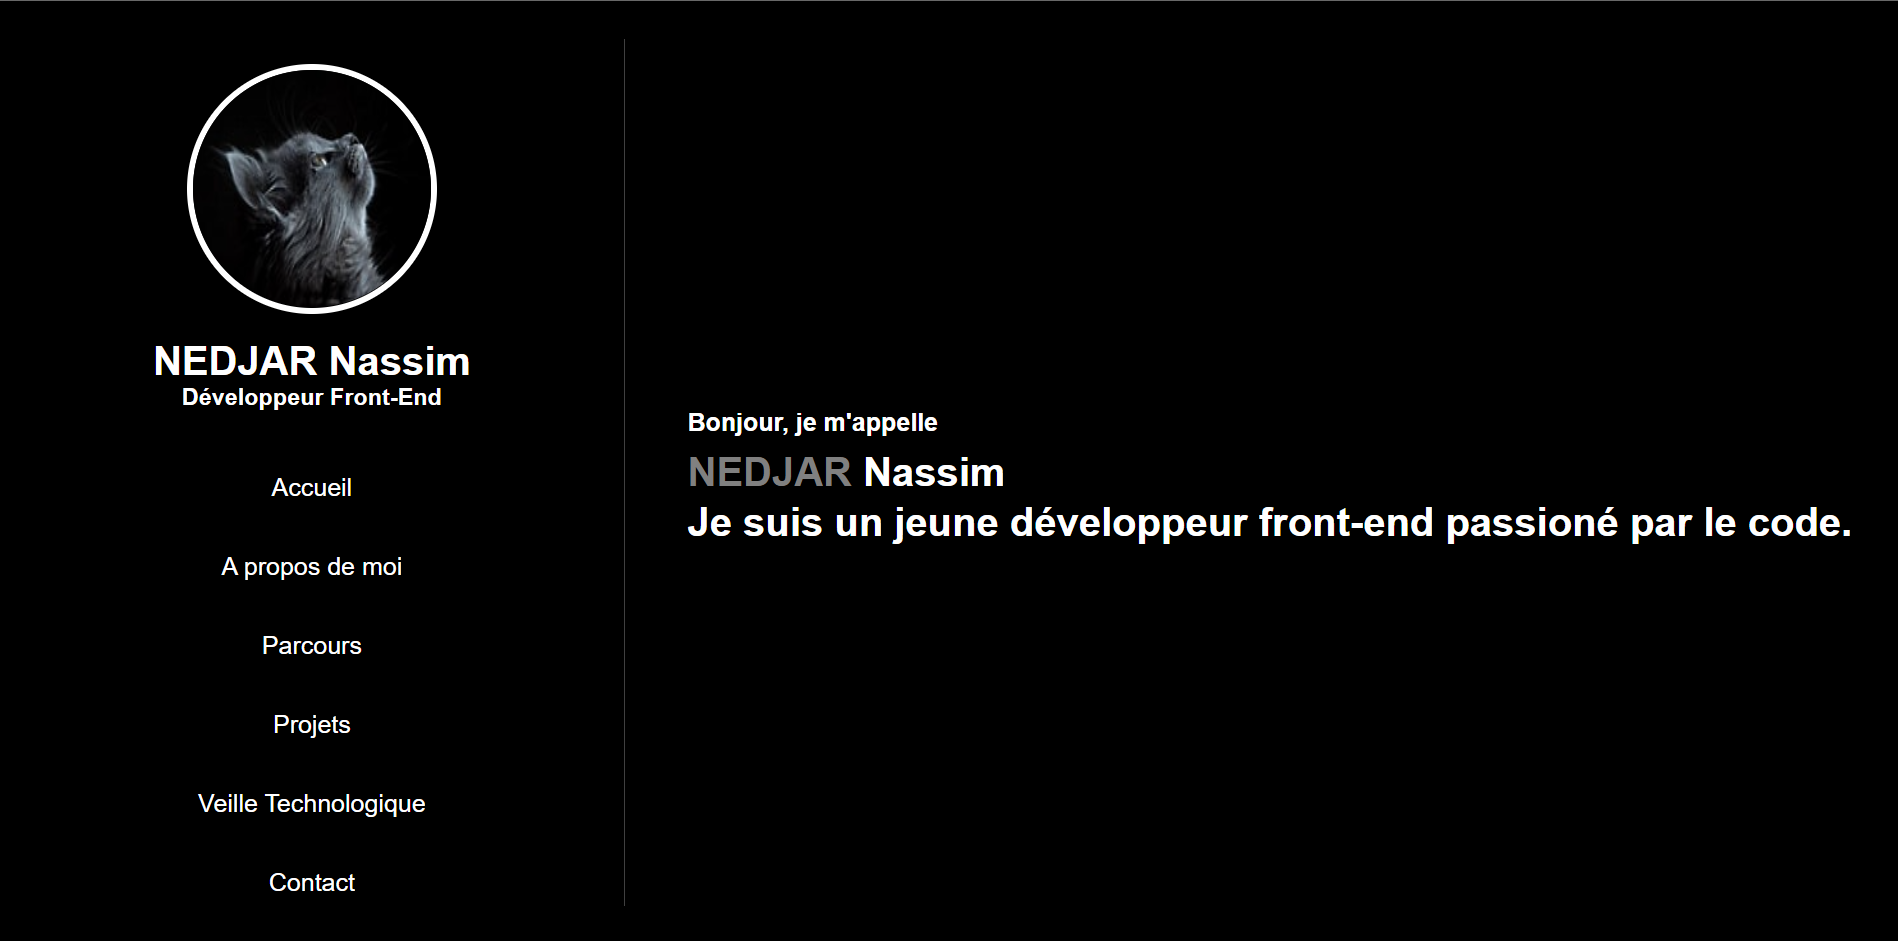 NEDJAR Nassim
Développeur Front-End
Accueil
A propos de moi
Parcours
Projets
Veille Technologique
Contact
Bonjour, je m'appelle
NEDJAR Nassim
Je suis un jeune développeur front-end passioné par le code.